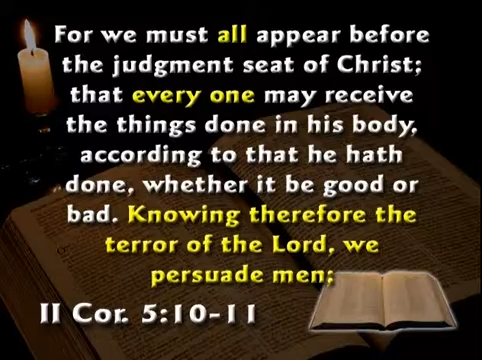 For we must all appear before
the judgment seat of Christ;
that every one may receive
the things done in his body,
according to that he hath
done, whether it be good or
bad. Knowing therefore the
terror of the Lord, we
persuade men;
II Cor. 5:10-11